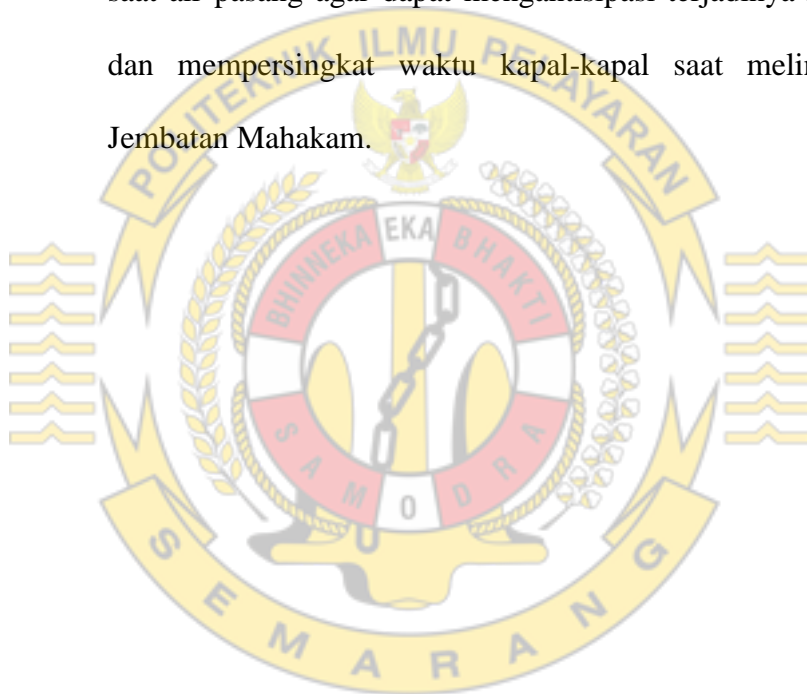 saat air pasang agar dapat mengantisipasi terjadinya
dan mempersingkat waktu kapal-kapal saat
Jembatan Mahakam.
POLITEKNIK ILMU PELAYARAN
BHINNEKA EKA BHAKTI
SAMODRA
SEMARANG